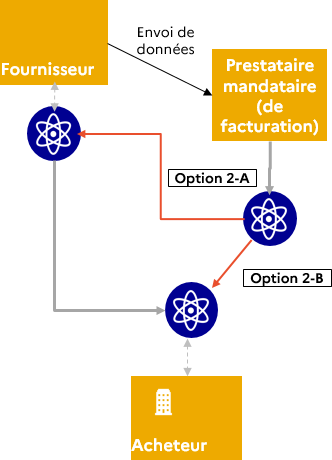 Envoi de
données
Fournisseur
Prestataire
mandataire
(de
facturation)
Option 2-A
Option 2-B
Acheteur